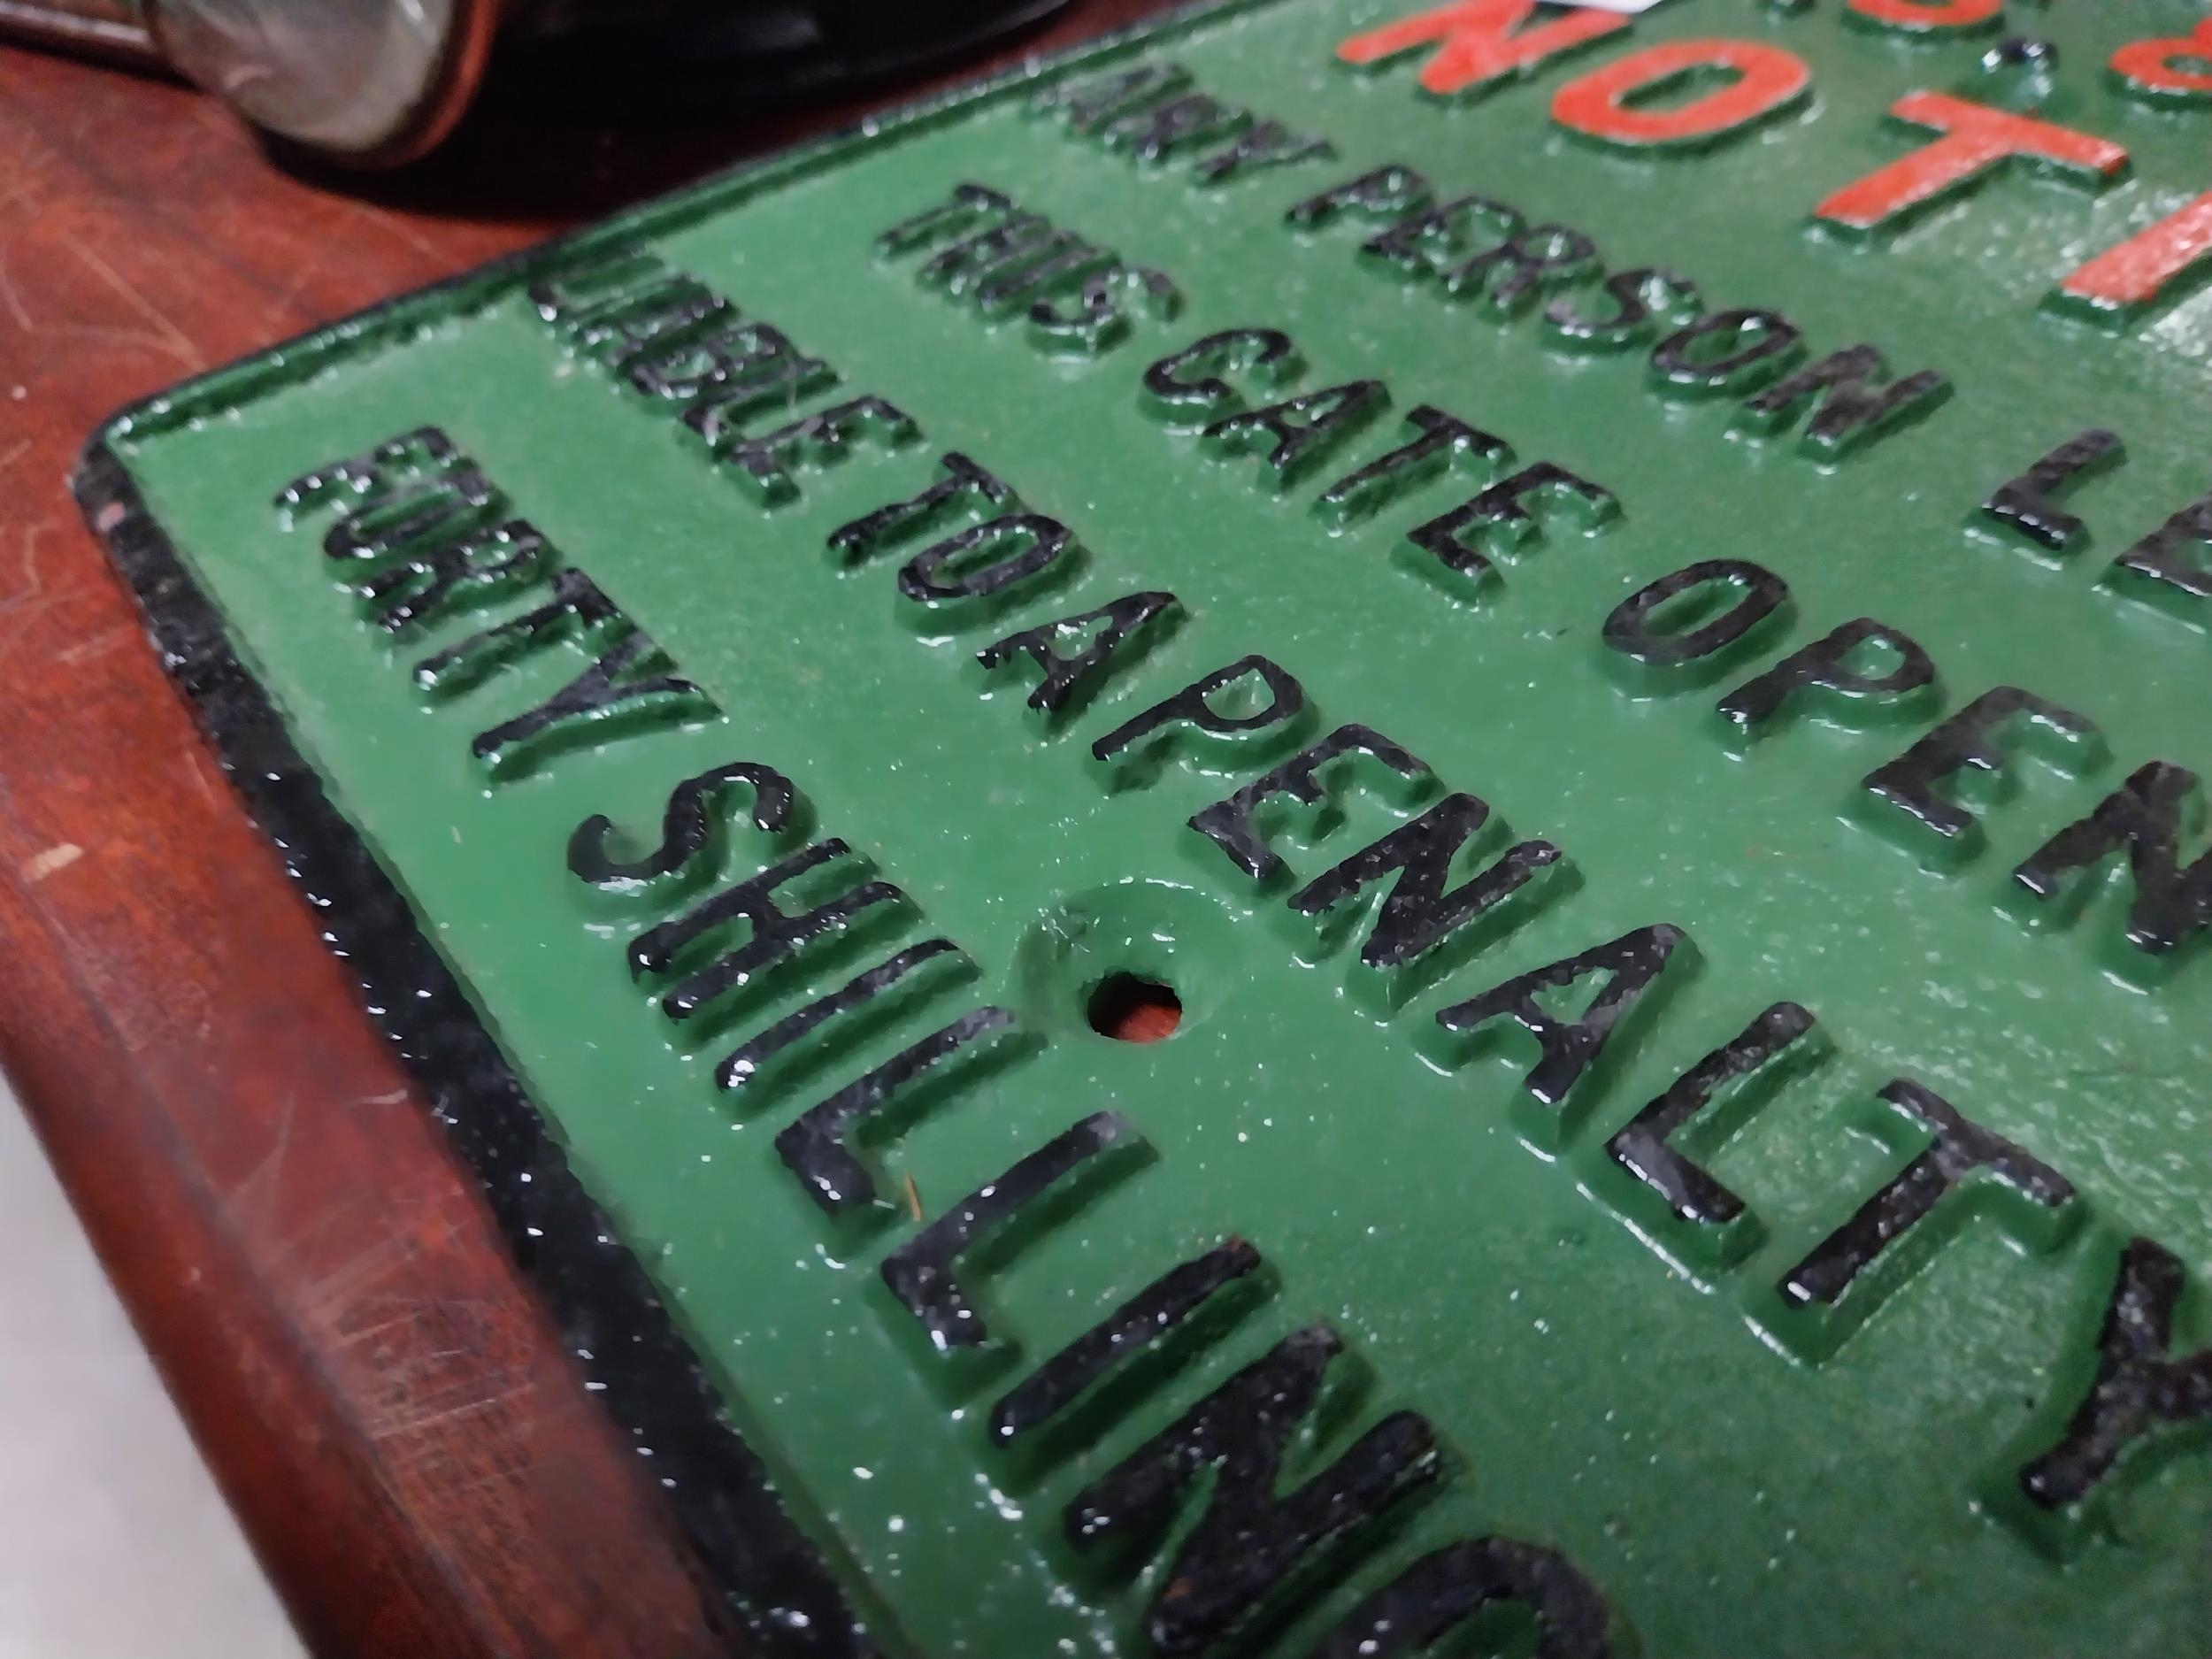 S &
NOTI
ANY PERSON LE
THIS GATE OPEN
LIABLE TO A PENALTY
FORTY SHILLING